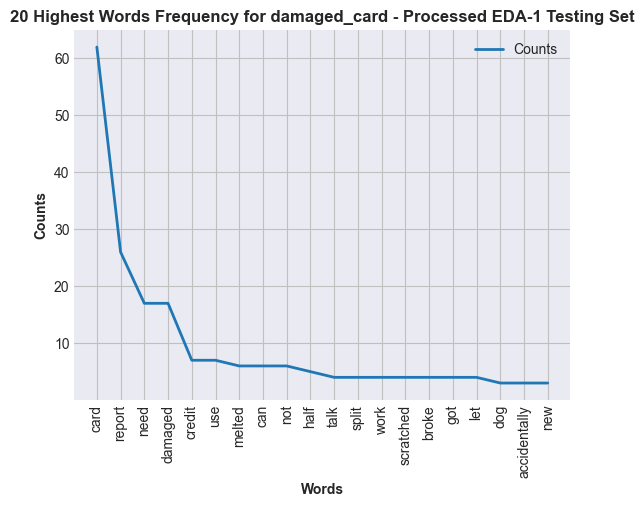 20 Highest Words Frequency for damaged_card - Processed EDA-1 Testing Set
Counts
60
50
40
30
20
10
Counts
card
report
need
damaged
credit
use
melted
can
not
half
talk
split
work
scratched
broke
got
let
dog
accidentally
new
Words